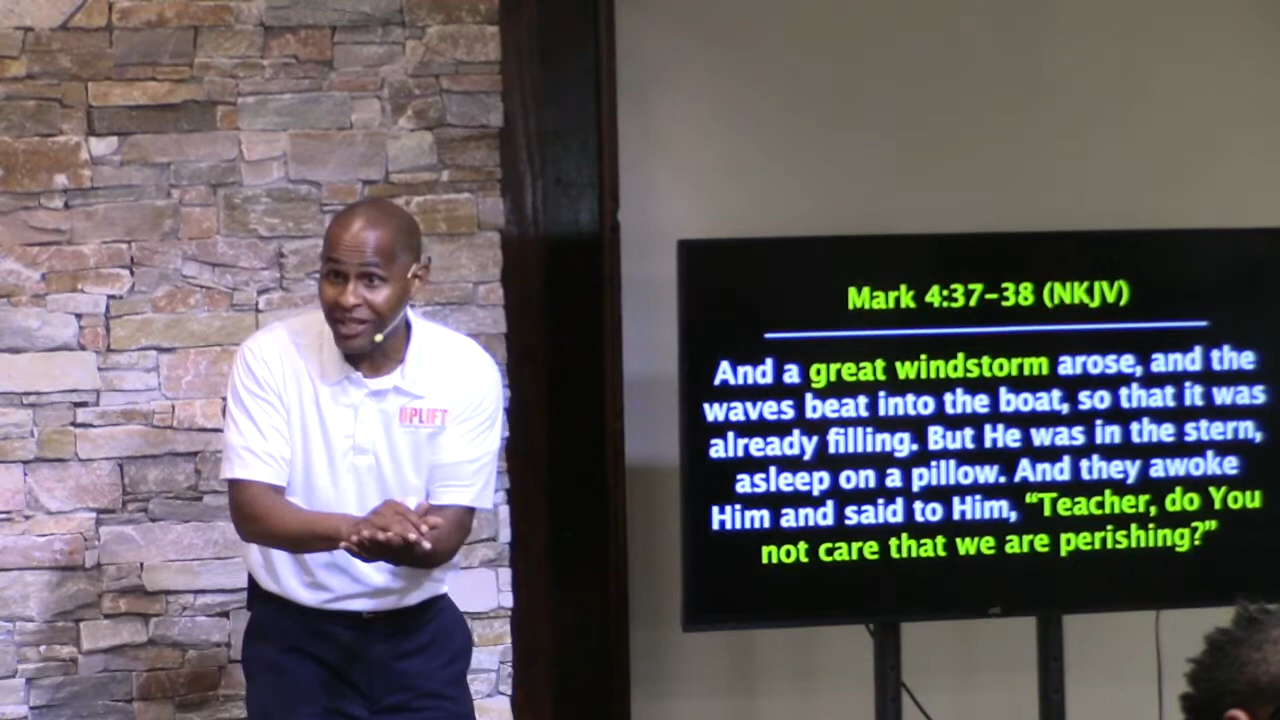 UPLIFT
Mark 4:37–38 (NKJV)
And a great windstorm arose, and the
waves beat into the boat, so that it was
already filling. But He was in the stern,
asleep on a pillow. And they awoke
Him and said to Him, “Teacher, do You
not care that we are perishing?”